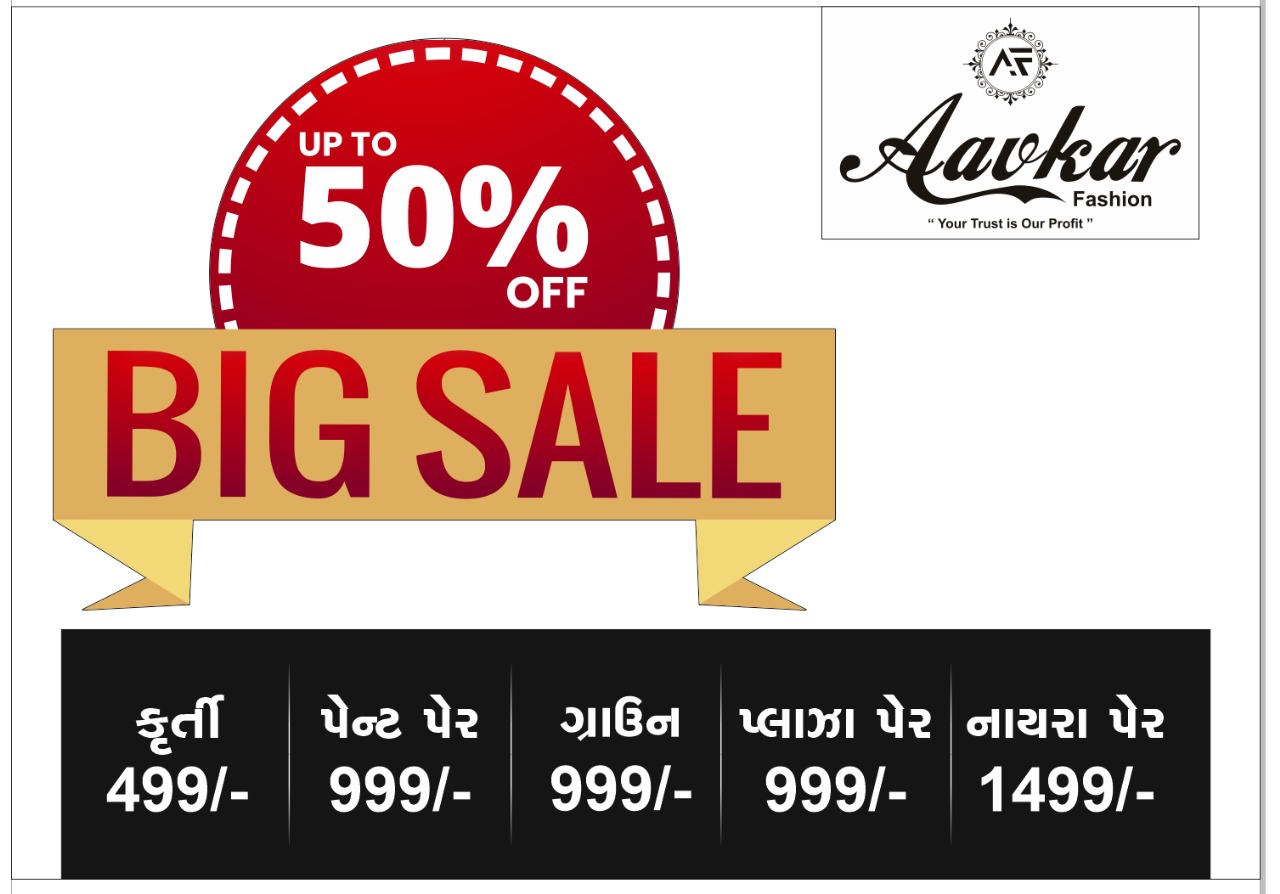 UP TO
50%
OFF
BIG SALE
AF
Aavkar
Fashion
“ Your Trust is Our Profit ”
કૃર્તી
499/-
પેન્ટ પેર
999/-
ગ્રાઉન
999/-
પ્લાઝા પેર
999/-
નાયરા પેર
1499/-